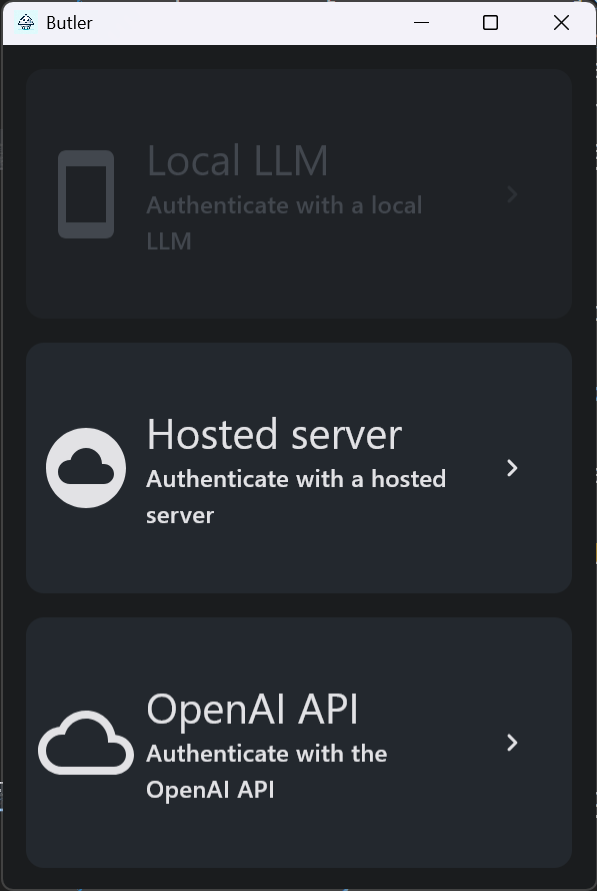 Butler
Local LLM
Authenticate with a local
LLM
Hosted server
Authenticate with a hosted
server
OpenAI API
Authenticate with the
OpenAI API